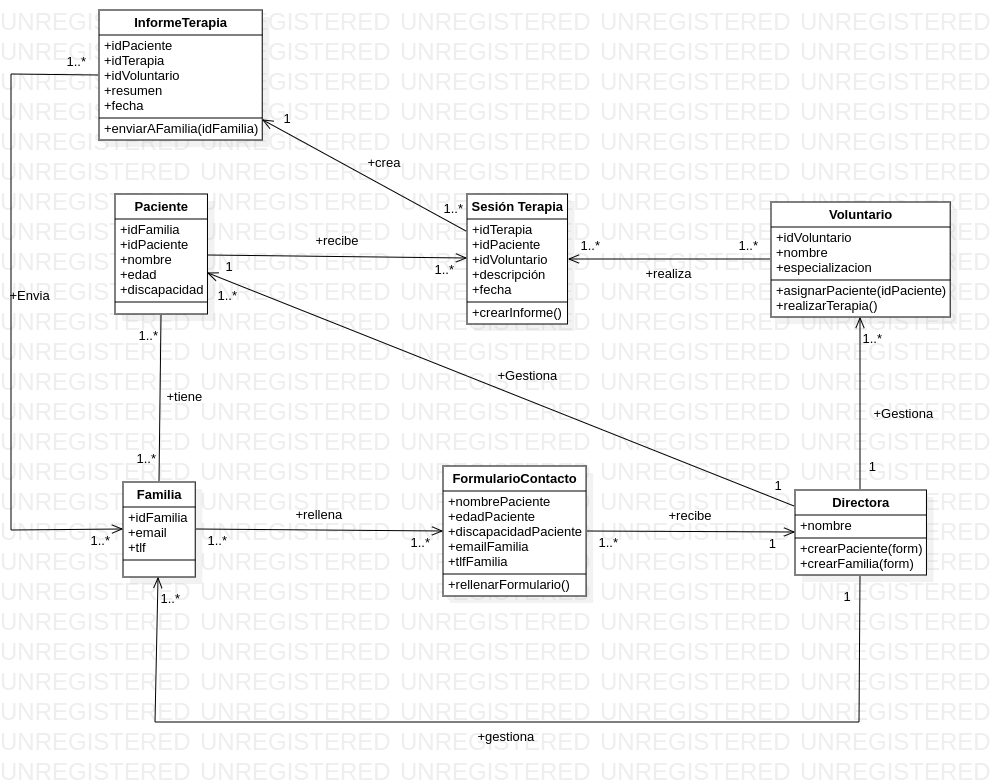 InformeTerapia
+idPaciente
+idTerapia
+idVoluntario
+resumen
+fecha
+enviarAFamilia(idFamilia)
1..*
1
+crea
1..*
Paciente
+idFamilia
+idPaciente
+nombre
+edad
+discapacidad
+recibe
1
1..*
1..*
Sesión Terapia
+idTerapia
+idPaciente
+idVoluntario
+descripción
+fecha
+crearInforme()
1..*
1..*
+realiza
Voluntario
+idVoluntario
+nombre
+especializacion
+asignarPaciente(idPaciente)
+realizarTerapia()
+Envia
1..*
+tiene
1..*
+Gestiona
1
1..*
+Gestiona
1
Familia
+idFamilia
+email
+tlf
1..*
1..*
+rellena
1..*
FormularioContacto
+nombrePaciente
+edadPaciente
+discapacidadPaciente
+emailFamilia
+tlfFamilia
+rellenarFormulario()
+recibe
1..*
1
Directora
+nombre
+crearPaciente(form)
+crearFamilia(form)
1..*
1
+gestiona
UNREGISTERED UNREGISTERED UNREGISTERED UNREGISTERED UNREGISTERED